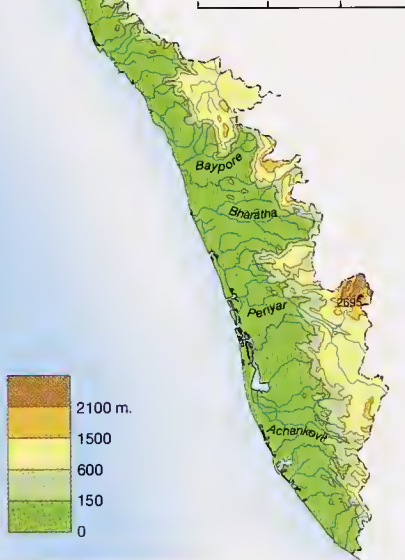 Baypore
Bharatha
2695
Periyar
Achankovil
2100 m.
1500
600
150
0